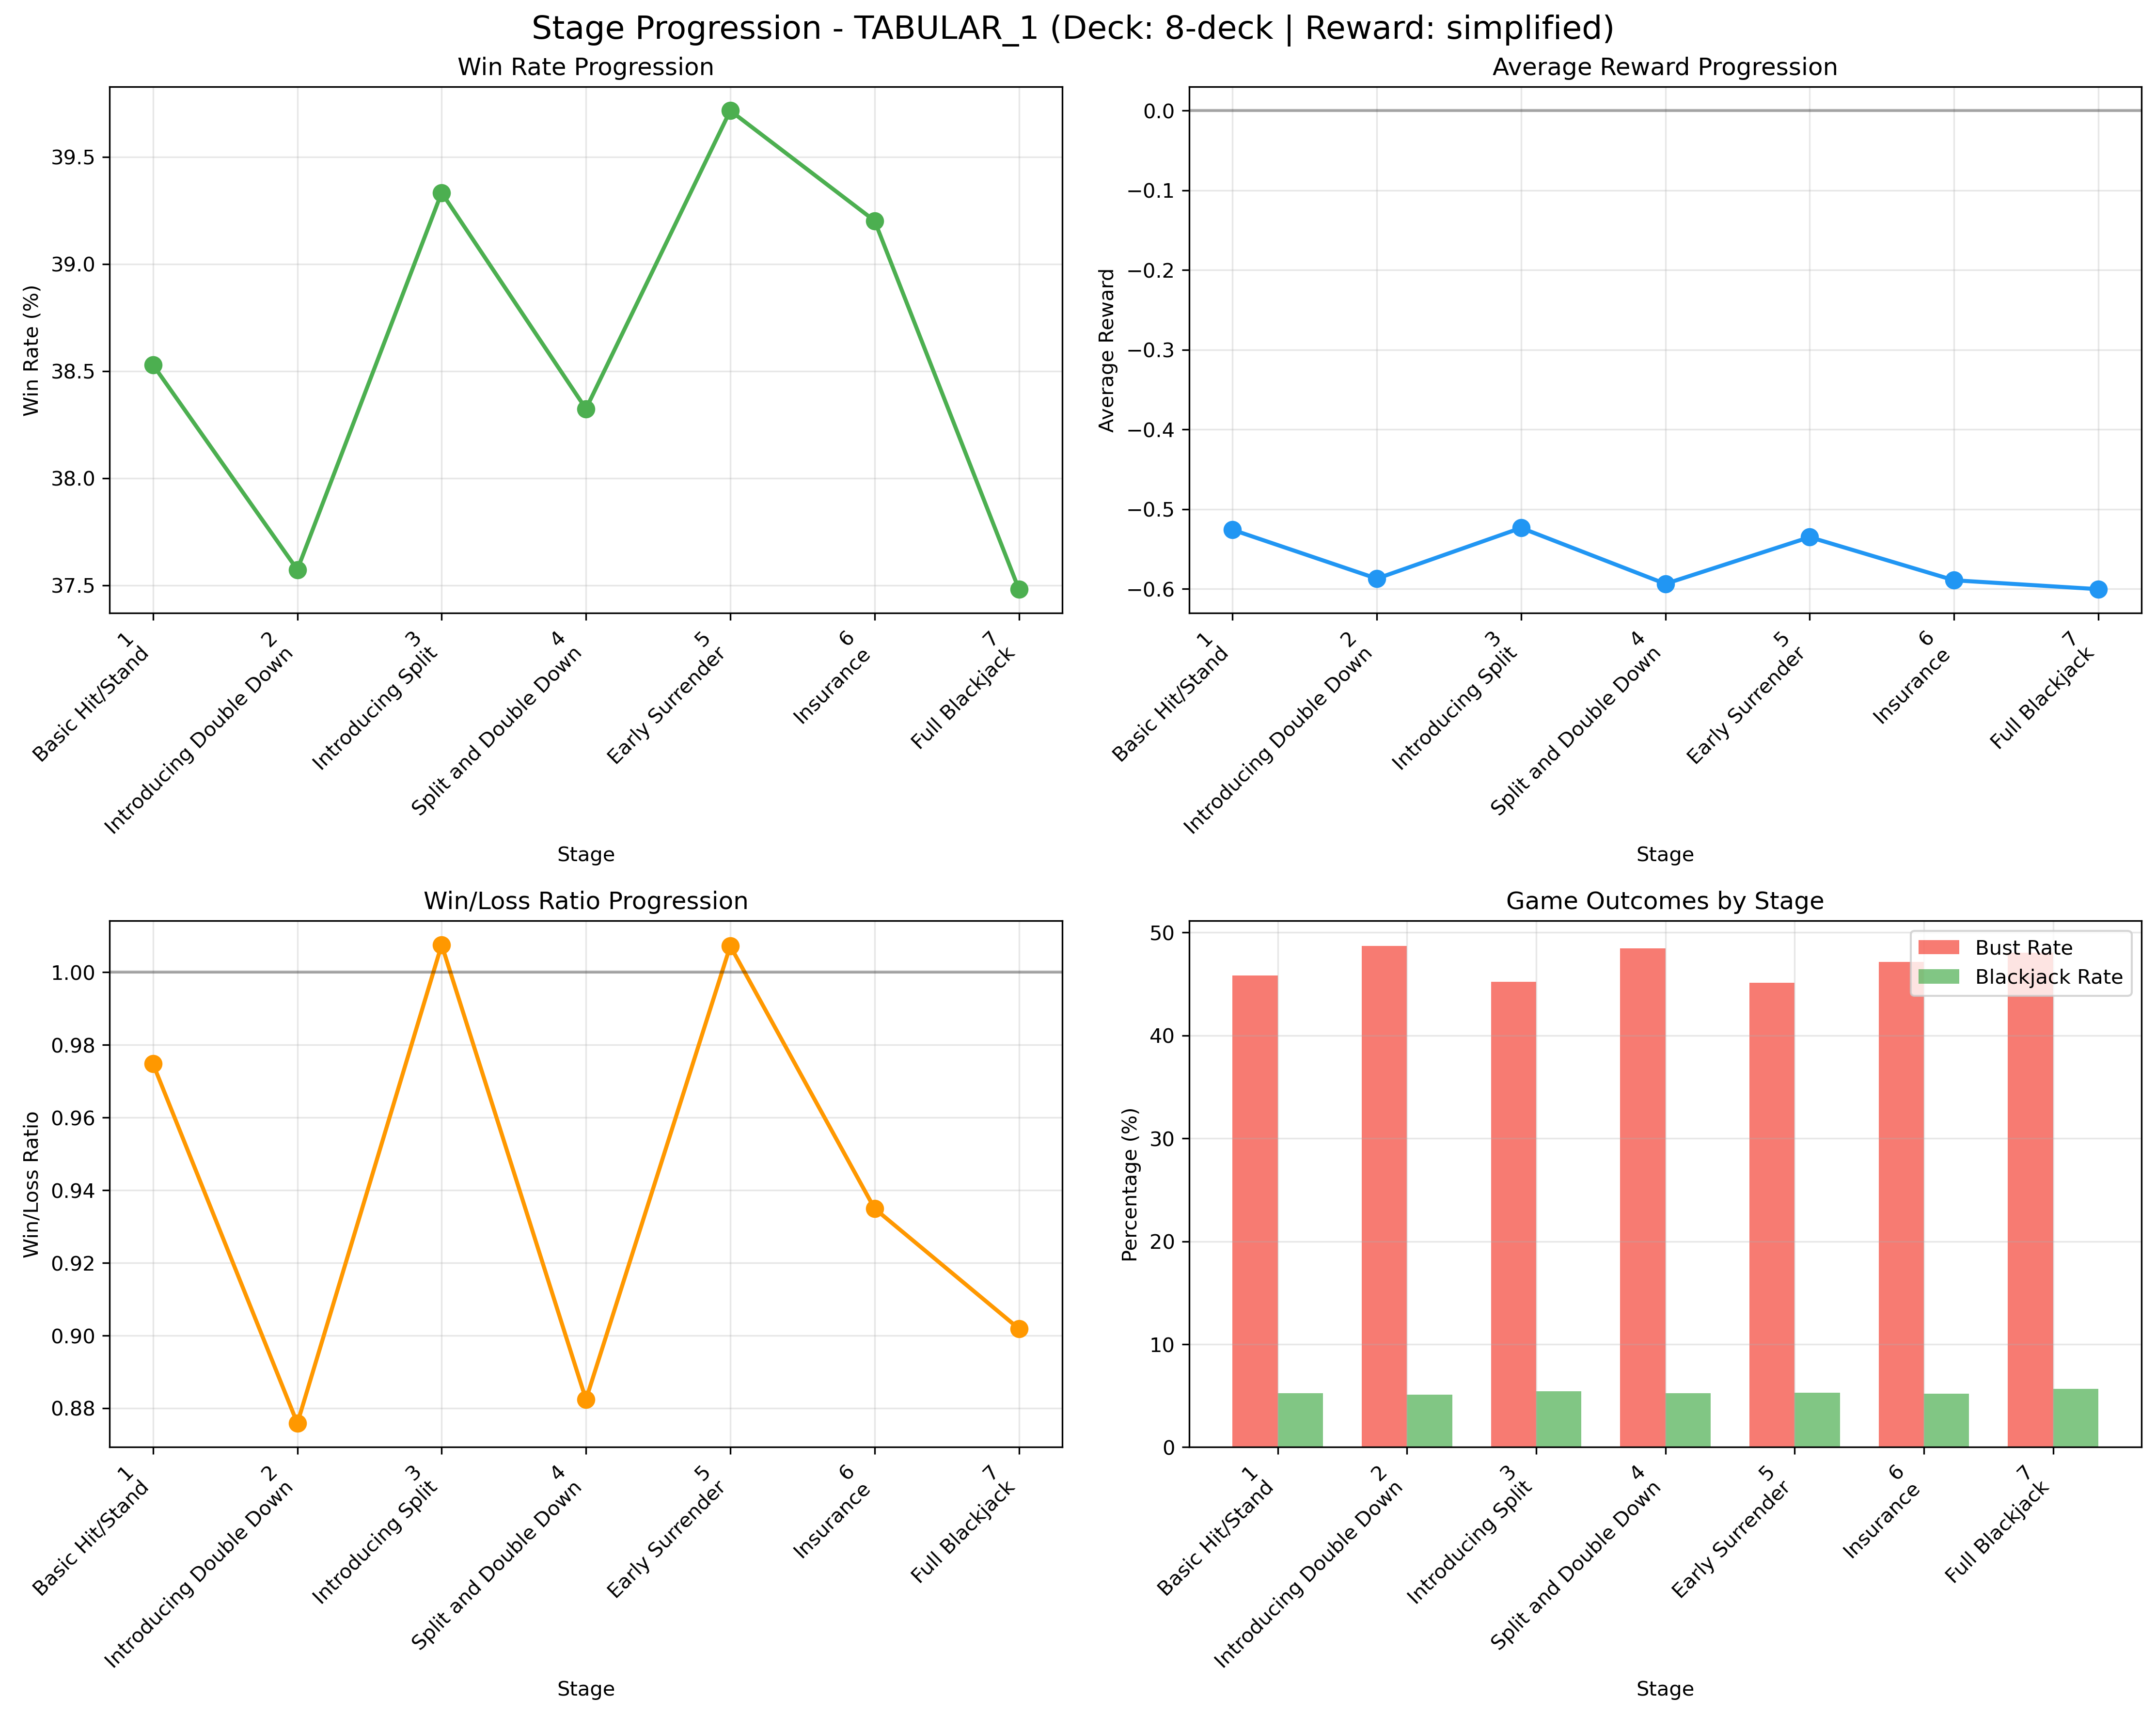 Stage Progression - TABULAR_1 (Deck: 8-deck | Reward: simplified)
Win Rate Progression
Win Rate (%)
39.5
39.0
38.5
38.0
37.5
1
Basic Hit/Stand
2
Introducing Double Down
3
Introducing Split
4
Split and Double Down
5
Early Surrender
6
Insurance
7
Full Blackjack
Stage
Average Reward Progression
Average Reward
0.0
−0.1
−0.2
−0.3
−0.4
−0.5
−0.6
1
Basic Hit/Stand
2
Introducing Double Down
3
Introducing Split
4
Split and Double Down
5
Early Surrender
6
Insurance
7
Full Blackjack
Stage
Win/Loss Ratio Progression
Win/Loss Ratio
1.00
0.98
0.96
0.94
0.92
0.90
0.88
1
Basic Hit/Stand
2
Introducing Double Down
3
Introducing Split
4
Split and Double Down
5
Early Surrender
6
Insurance
7
Full Blackjack
Stage
Game Outcomes by Stage
Percentage (%)
50
40
30
20
10
0
Bust Rate
Blackjack Rate
1
Basic Hit/Stand
2
Introducing Double Down
3
Introducing Split
4
Split and Double Down
5
Early Surrender
6
Insurance
7
Full Blackjack
Stage